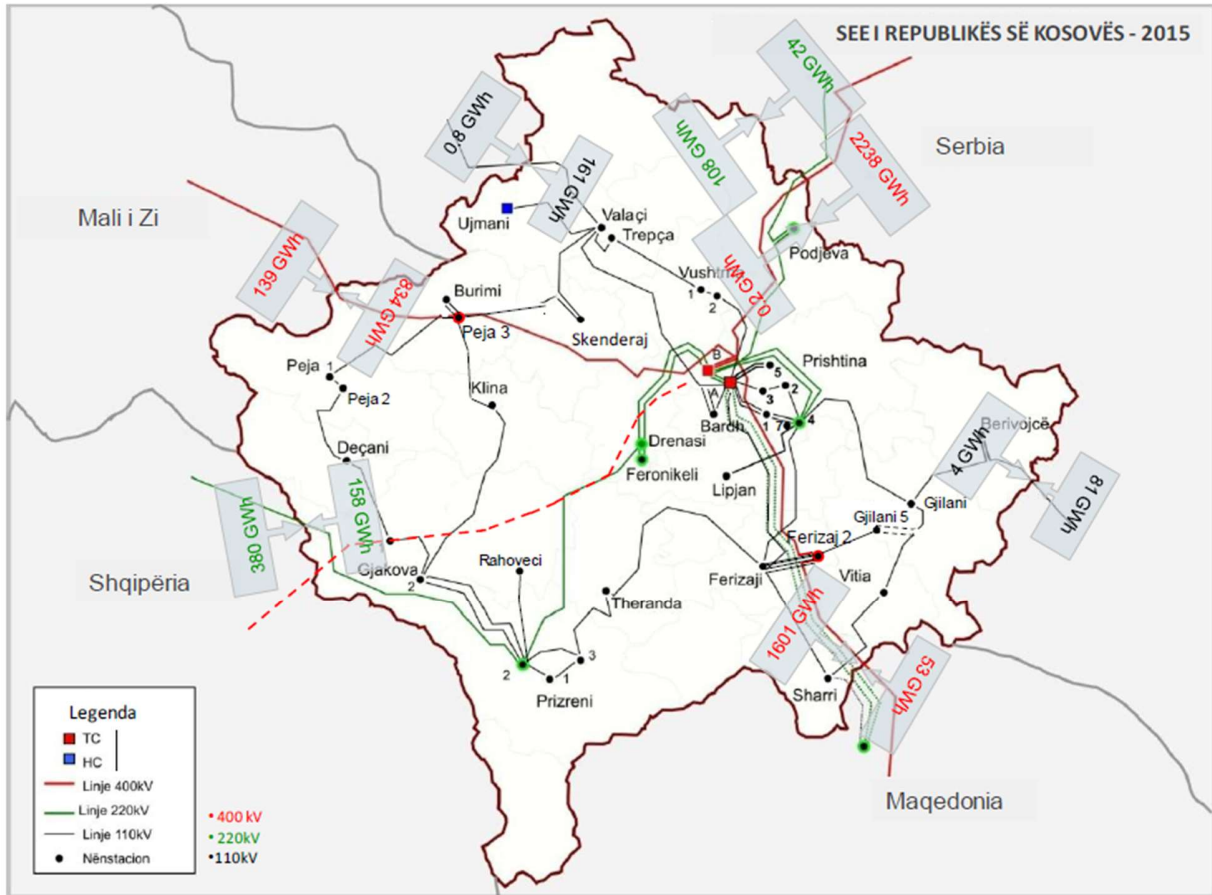 SEE I REPUBLIKËS SË KOSOVËS - 2015
42 GWh
108 GWh
2238 GWh
Serbia
0,8 GWh
161 GWh
Mali i Zi
Ujmani
Valaçi
Trepça
Podjeva
139 GWh
834 GWh
Burimi
Peja 3
Vushtrri
1
2
0,2 GWh
Skenderaj
Peja 1
Peja 2
Klina
B
A
Prishtina
5
2
3
1
7
4
Bardh
Deçani
Drenasi
Feronikeli
Lipjan
Berivojcë
4 GWh
81 GWh
Gjilani
Gjilani 5
380 GWh
158 GWh
Ferizaj 2
Shqipëria
Gjakova
2
Rahoveci
Theranda
Ferizaji
Vitia
1601 GWh
53 GWh
3
2
1
Prizreni
Sharri
Maqedonia
Legenda
TC
HC
Linje 400kV
Linje 220kV
Linje 110kV
Nënstacion
• 400 kV
• 220kV
•110kV